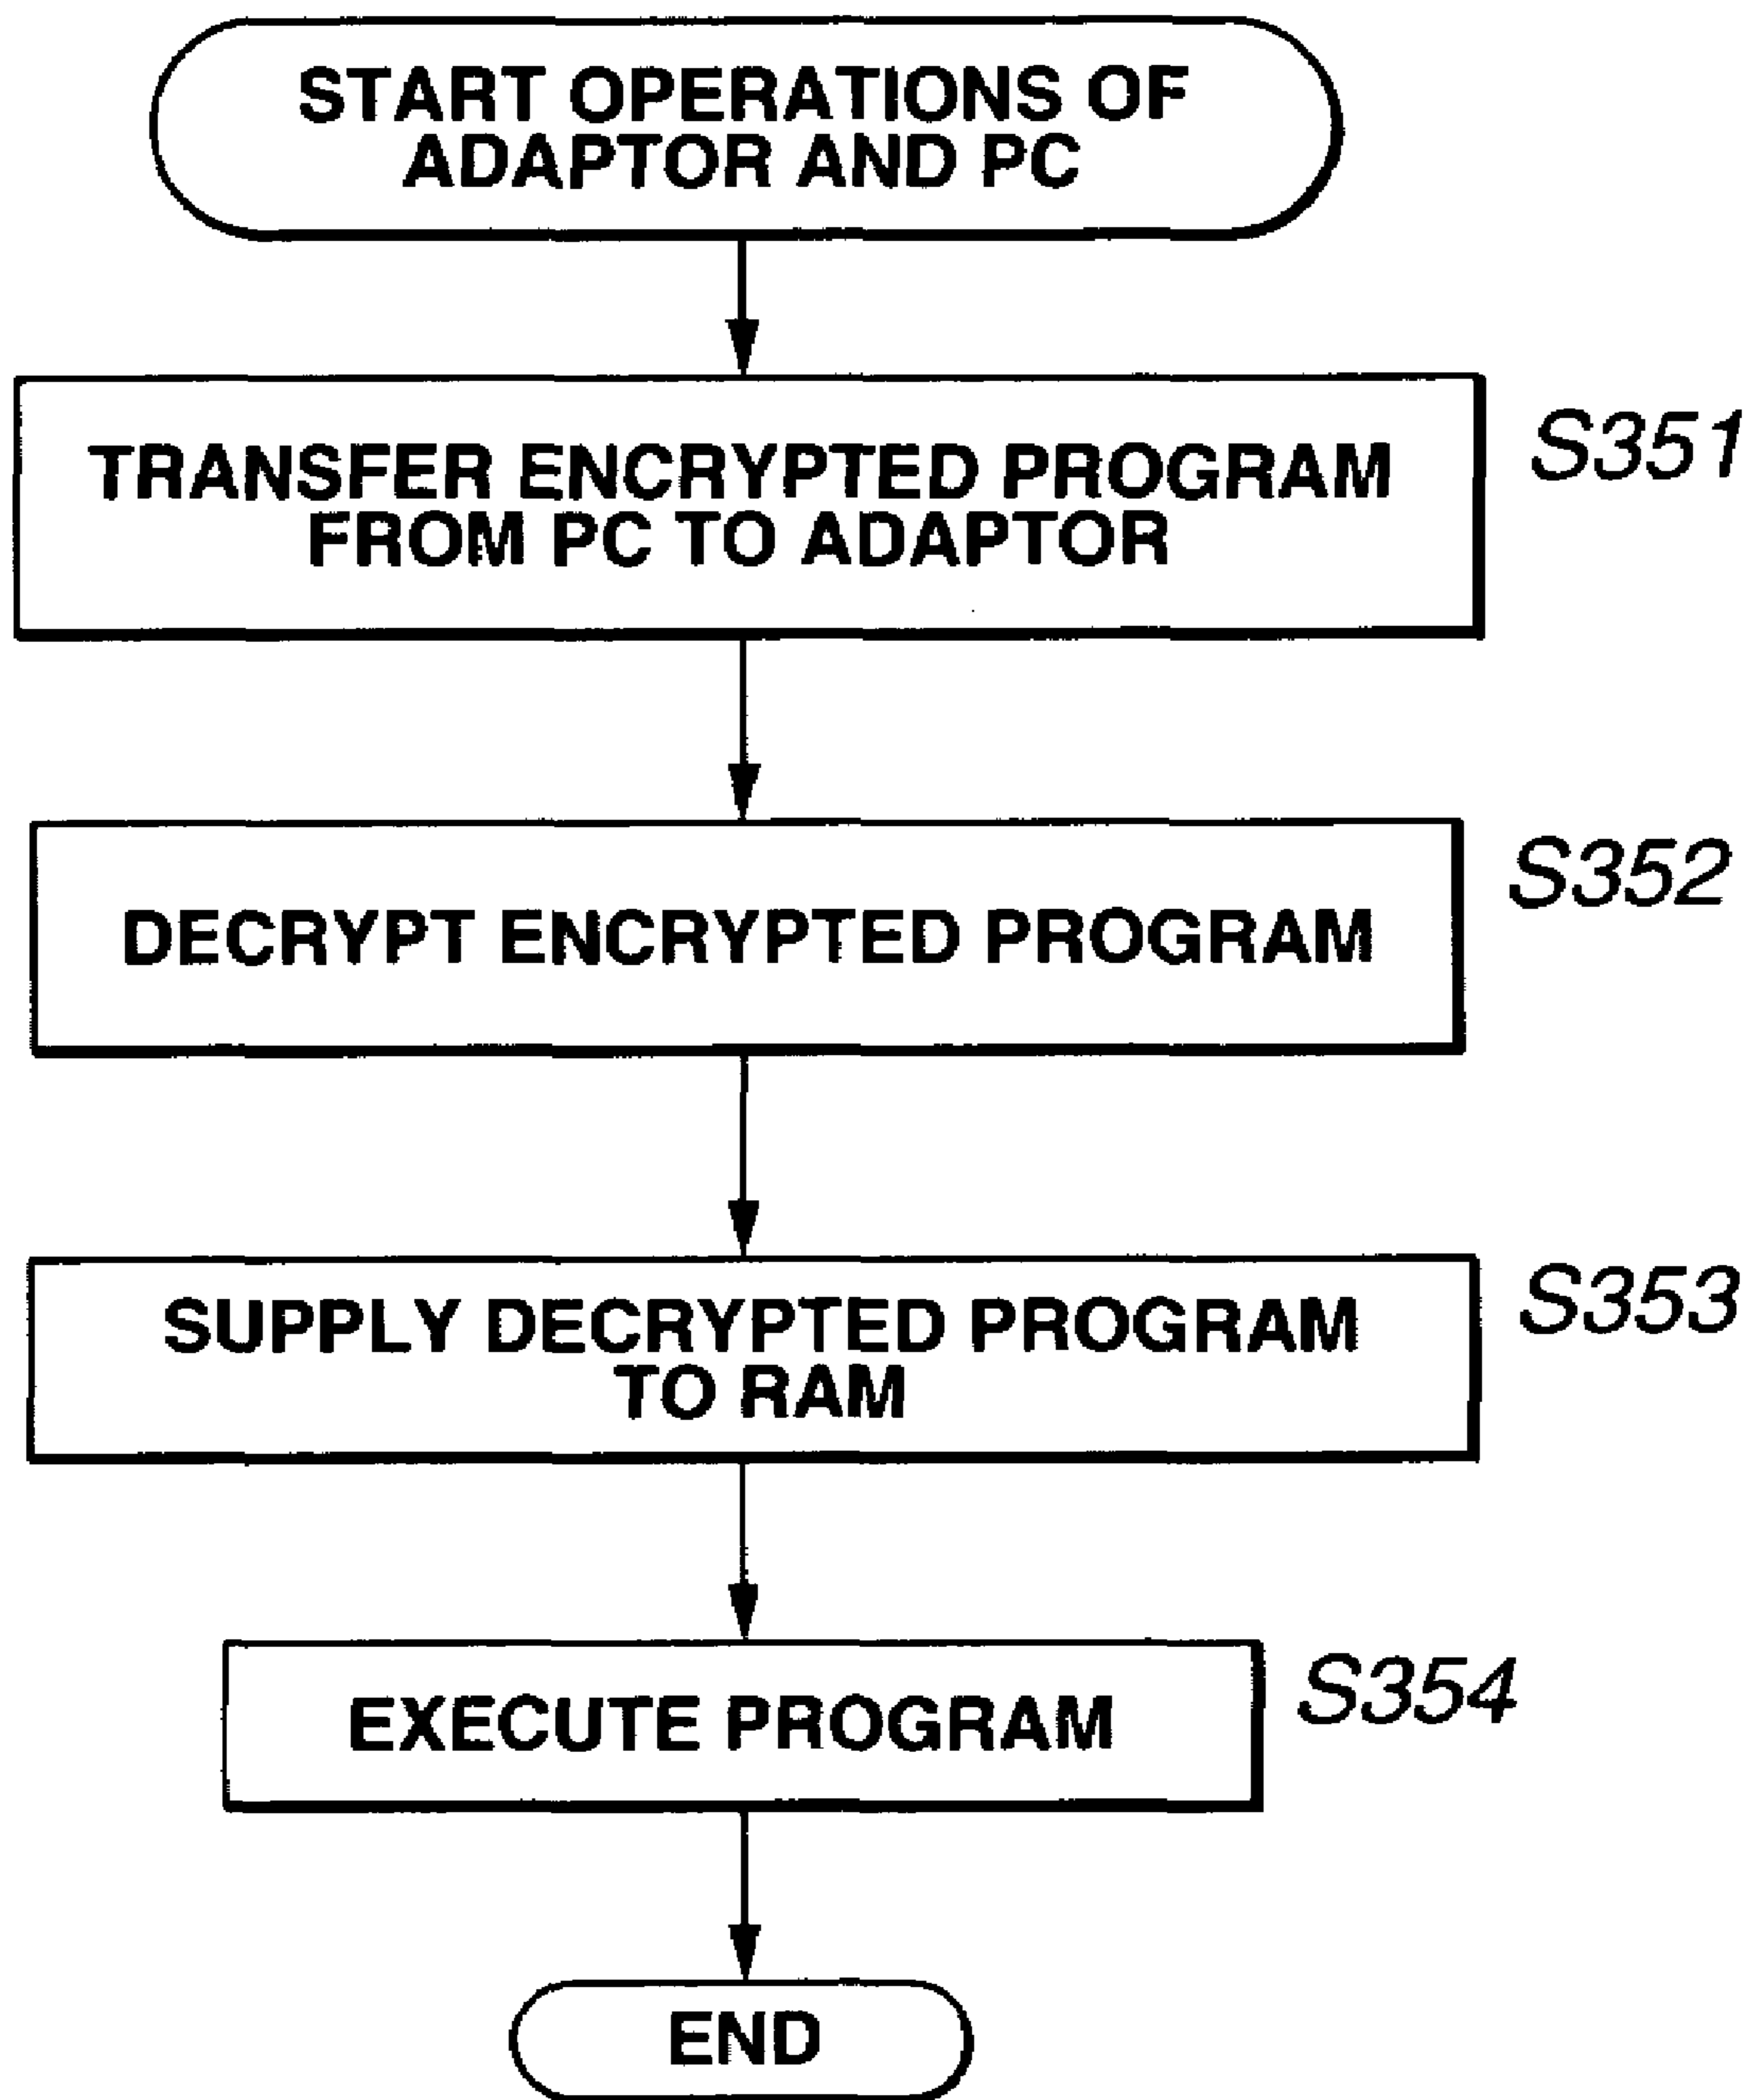 START OPERATIONS OF
ADAPTOR AND PC
TRANSFER ENCRYPTED PROGRAM
FROM PC TO ADAPTOR
S351
DECRYPT ENCRYPTED PROGRAM
S352
SUPPLY DECRYPTED PROGRAM
TO RAM
S353
EXECUTE PROGRAM
S354
END